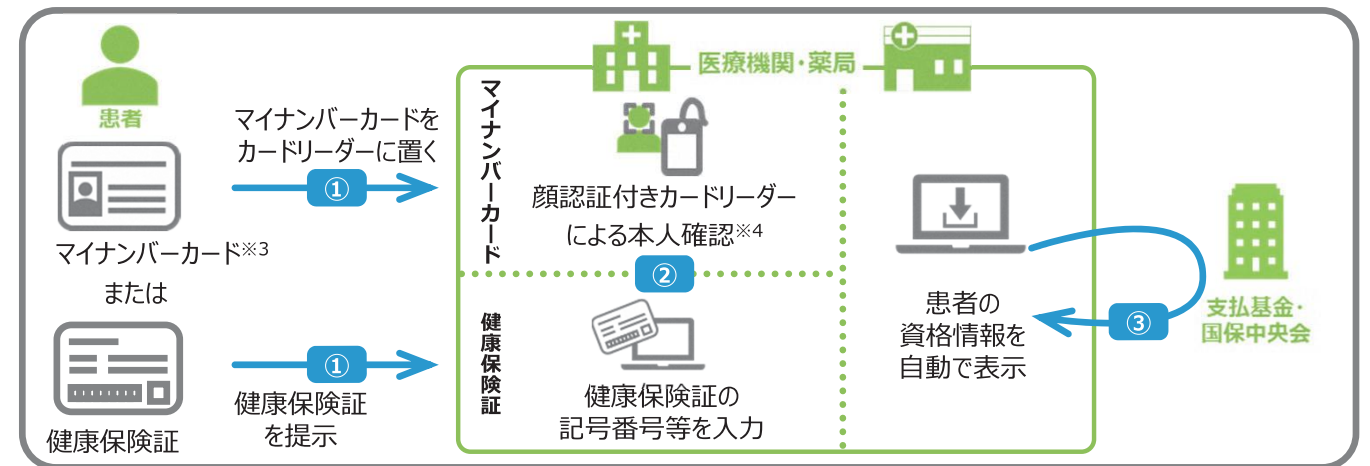 患者
マイナンバーカード※3
または
健康保険証
マイナンバーカードを
カードリーダーに置く
①
①
健康保険証
を提示
医療機関・薬局
マイナンバーカード
顔認証付きカードリーダー
による本人確認※4
②
健康保険証
健康保険証の
記号番号等を入力
患者の
資格情報を
自動で表示
③
支払基金・
国保中央会